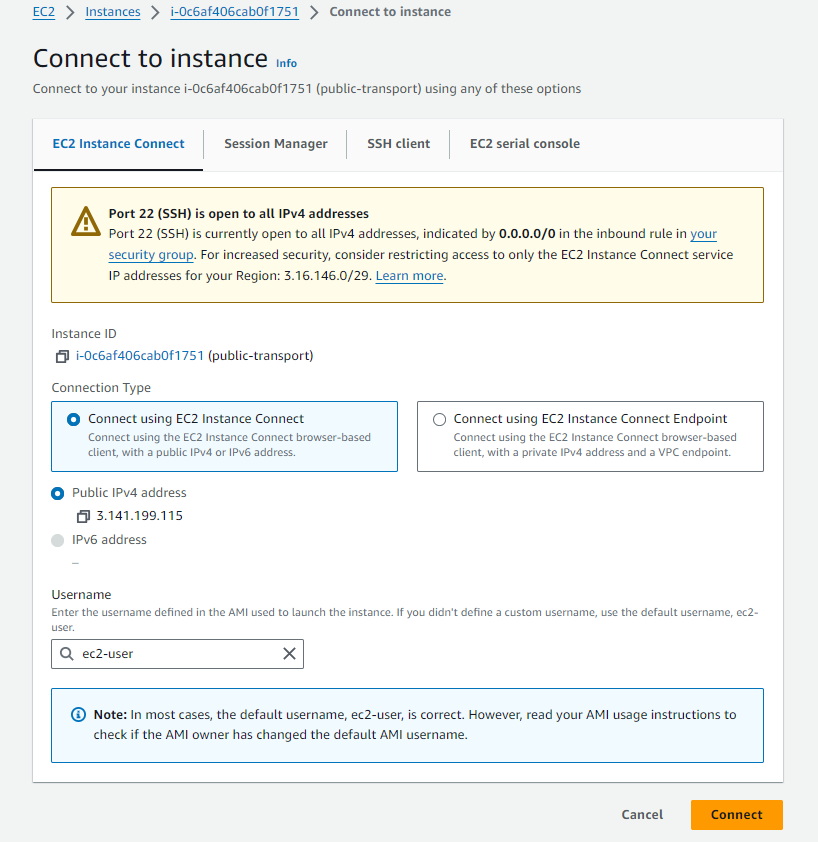 EC2 > Instances > i-0c6af406cab0f1751 > Connect to instance
Connect to instance Info
Connect to your instance i-0c6af406cab0f1751 (public-transport) using any of these options
EC2 Instance Connect Session Manager SSH client EC2 serial console
Port 22 (SSH) is open to all IPv4 addresses
Port 22 (SSH) is currently open to all IPv4 addresses, indicated by 0.0.0.0/0 in the inbound rule in your
security group. For increased security, consider restricting access to only the EC2 Instance Connect service
IP addresses for your Region: 3.16.146.0/29. Learn more.
Instance ID
i-0c6af406cab0f1751 (public-transport)
Connection Type
Connect using EC2 Instance Connect
Connect using the EC2 Instance Connect browser-based
client, with a public IPv4 or IPv6 address.
Connect using EC2 Instance Connect Endpoint
Connect using the EC2 Instance Connect browser-based
client, with a private IPv4 address and a VPC endpoint.
Public IPv4 address
3.141.199.115
IPv6 address
–
Username
Enter the username defined in the AMI used to launch the instance. If you didn't define a custom username, use the default username, ec2-
user.
ec2-user
Note: In most cases, the default username, ec2-user, is correct. However, read your AMI usage instructions to
check if the AMI owner has changed the default AMI username.
Cancel Connect